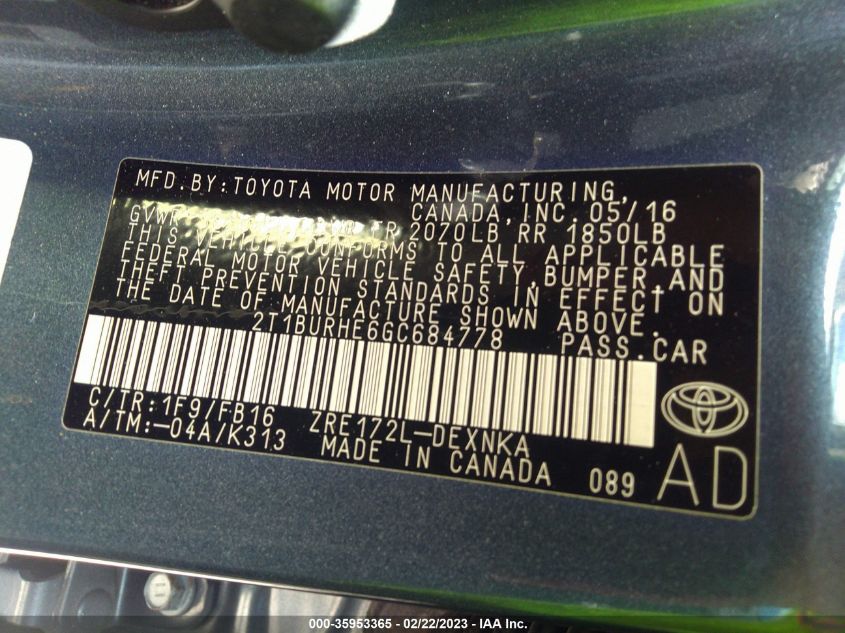 MFD.BY:TOYOTA MOTOR MANUFACTURING,
CANADA,INC. 05/16
GVWR 2070LB,RR 1850LB
THIS VEHICLE CONFORMS TO ALL APPLICABLE
FEDERAL MOTOR VEHICLE SAFETY,BUMPER,AND
THEFT PREVENTION STANDARDS IN EFFECT ON
THE DATE OF MANUFACTURE SHOWN ABOVE.
2T1BURHE6GC684778 PASS.CAR
C/TR:1F9/FB16 ZRE172L-DEXNKA
A/TM:-04A/K313 MADE IN CANADA 089 AD
000-35953365 - 02/22/2023 - IAA Inc.